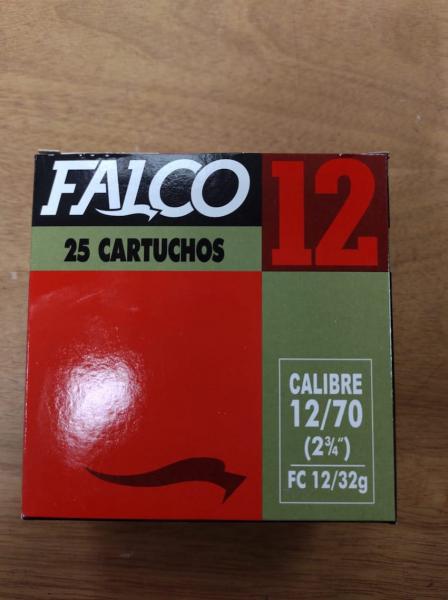 FALCO
12
25 CARTUCHOS
CALIBRE
12/70
(2¾")
FC 12/32g